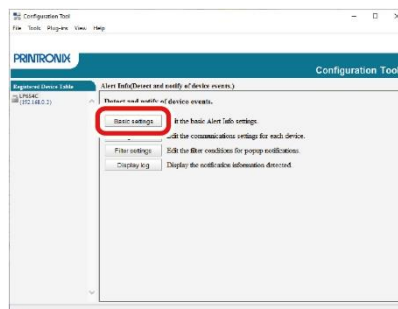 Configuration Tool
File Tools Plug-ins View Help
PRINTRONIX
Configuration Tool
Registered Device Table
Alert Info(Detect and notify of device events.)
LP654C
(192.168.0.2)
Detect and notify of device events.
Basic settings
it the basic Alert Info settings.
Edit the communications settings for each device.
Filter settings
Edit the filter conditions for popup notifications.
Display log
Display the notification information detected.